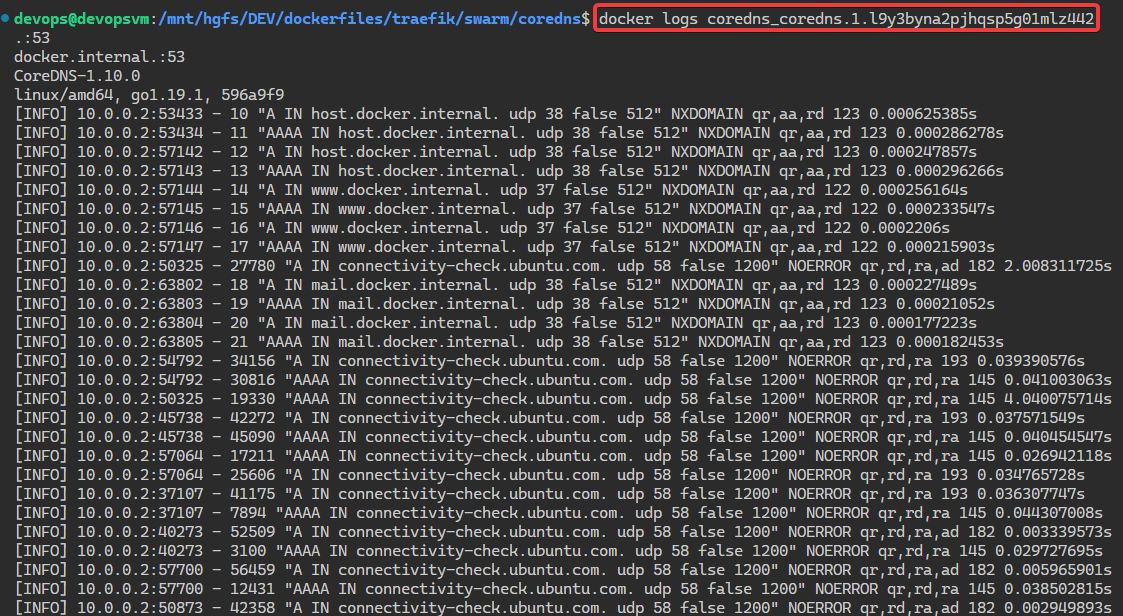 devops@devopsvm:/mnt/hgfs/DEV/dockerfiles/traefik/swarm/coredns$ docker logs coredns_coredns.1.l9y3byna2pjhqsp5g01mlz442
.:53
docker.internal.:53
CoreDNS-1.10.0
linux/amd64, go1.19.1, 596a9f9
[INFO] 10.0.0.2:53433 - 10 "A IN host.docker.internal. udp 38 false 512" NXDOMAIN qr,aa,rd 123 0.000625385s
[INFO] 10.0.0.2:53434 - 11 "AAAA IN host.docker.internal. udp 38 false 512" NXDOMAIN qr,aa,rd 123 0.000286278s
[INFO] 10.0.0.2:57142 - 12 "A IN host.docker.internal. udp 38 false 512" NXDOMAIN qr,aa,rd 123 0.000247857s
[INFO] 10.0.0.2:57143 - 13 "AAAA IN host.docker.internal. udp 38 false 512" NXDOMAIN qr,aa,rd 123 0.000296266s
[INFO] 10.0.0.2:57144 - 14 "A IN www.docker.internal. udp 37 false 512" NXDOMAIN qr,aa,rd 122 0.000256164s
[INFO] 10.0.0.2:57145 - 15 "AAAA IN www.docker.internal. udp 37 false 512" NXDOMAIN qr,aa,rd 122 0.000233547s
[INFO] 10.0.0.2:57146 - 16 "A IN www.docker.internal. udp 37 false 512" NXDOMAIN qr,aa,rd 122 0.0002206s
[INFO] 10.0.0.2:57147 - 17 "AAAA IN www.docker.internal. udp 37 false 512" NXDOMAIN qr,aa,rd 122 0.000215903s
[INFO] 10.0.0.2:50325 - 27780 "A IN connectivity-check.ubuntu.com. udp 58 false 1200" NOERROR qr,rd,ra,ad 182 2.008311725s
[INFO] 10.0.0.2:63802 - 18 "A IN mail.docker.internal. udp 38 false 512" NXDOMAIN qr,aa,rd 123 0.000227489s
[INFO] 10.0.0.2:63803 - 19 "AAAA IN mail.docker.internal. udp 38 false 512" NXDOMAIN qr,aa,rd 123 0.00021052s
[INFO] 10.0.0.2:63804 - 20 "A IN mail.docker.internal. udp 38 false 512" NXDOMAIN qr,aa,rd 123 0.000177223s
[INFO] 10.0.0.2:63805 - 21 "AAAA IN mail.docker.internal. udp 38 false 512" NXDOMAIN qr,aa,rd 123 0.000182453s
[INFO] 10.0.0.2:54792 - 34156 "A IN connectivity-check.ubuntu.com. udp 58 false 1200" NOERROR qr,rd,ra 193 0.039390576s
[INFO] 10.0.0.2:54792 - 30816 "AAAA IN connectivity-check.ubuntu.com. udp 58 false 1200" NOERROR qr,rd,ra 145 0.041003063s
[INFO] 10.0.0.2:50325 - 19330 "AAAA IN connectivity-check.ubuntu.com. udp 58 false 1200" NOERROR qr,rd,ra 145 4.040075714s
[INFO] 10.0.0.2:45738 - 42272 "A IN connectivity-check.ubuntu.com. udp 58 false 1200" NOERROR qr,rd,ra 193 0.037571549s
[INFO] 10.0.0.2:45738 - 45090 "AAAA IN connectivity-check.ubuntu.com. udp 58 false 1200" NOERROR qr,rd,ra 145 0.040454547s
[INFO] 10.0.0.2:57064 - 17211 "AAAA IN connectivity-check.ubuntu.com. udp 58 false 1200" NOERROR qr,rd,ra 145 0.026942118s
[INFO] 10.0.0.2:57064 - 25606 "A IN connectivity-check.ubuntu.com. udp 58 false 1200" NOERROR qr,rd,ra 193 0.034765728s
[INFO] 10.0.0.2:37107 - 41175 "A IN connectivity-check.ubuntu.com. udp 58 false 1200" NOERROR qr,rd,ra 193 0.036307747s
[INFO] 10.0.0.2:37107 - 7894 "AAAA IN connectivity-check.ubuntu.com. udp 58 false 1200" NOERROR qr,rd,ra 145 0.044307008s
[INFO] 10.0.0.2:40273 - 52509 "A IN connectivity-check.ubuntu.com. udp 58 false 1200" NOERROR qr,rd,ra,ad 182 0.003339573s
[INFO] 10.0.0.2:40273 - 3100 "AAAA IN connectivity-check.ubuntu.com. udp 58 false 1200" NOERROR qr,rd,ra 145 0.029727695s
[INFO] 10.0.0.2:57700 - 56459 "A IN connectivity-check.ubuntu.com. udp 58 false 1200" NOERROR qr,rd,ra,ad 182 0.005965901s
[INFO] 10.0.0.2:57700 - 12431 "AAAA IN connectivity-check.ubuntu.com. udp 58 false 1200" NOERROR qr,rd,ra 145 0.038502815s
[INFO] 10.0.0.2:50873 - 42358 "A IN connectivity-check.ubuntu.com. udp 58 false 1200" NOERROR qr,rd,ra,ad 182 0.002949893s